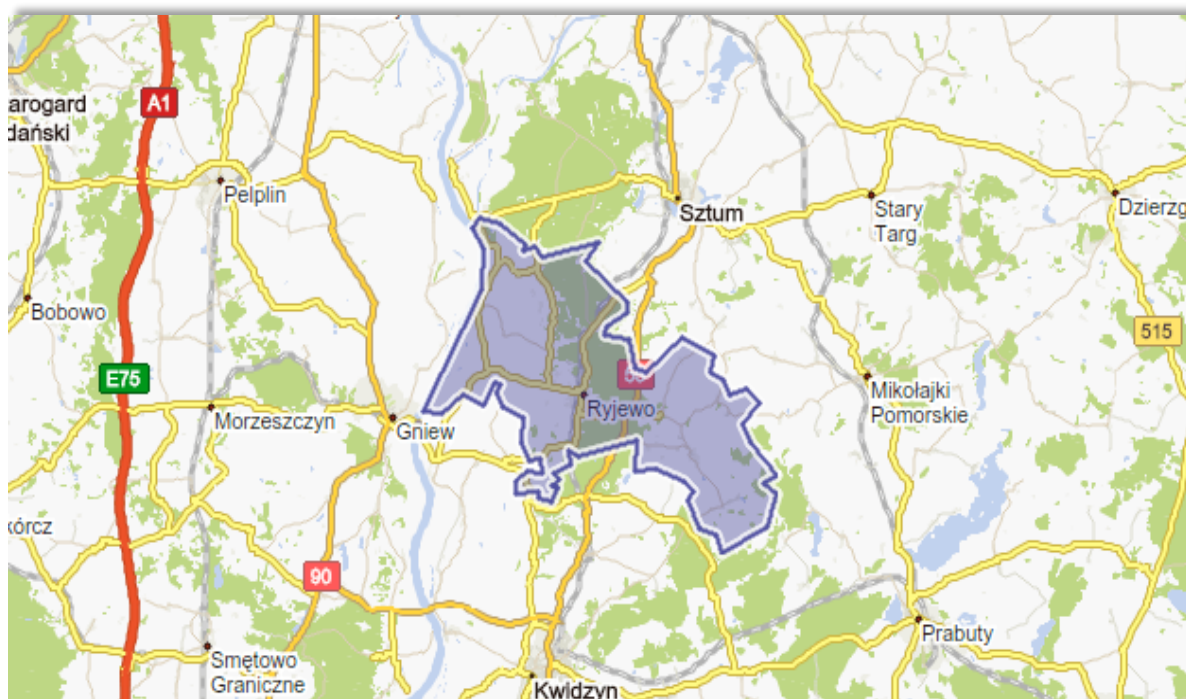 A1
arogard
dański
Pelplin
Sztum
Stary
Targ
Dzierzg
Bobowo
515
E75
Mikołajki
Pomorskie
Ryjewo
Morzeszczyn
Gniew
kórcz
90
Prabuty
Smętowo
Graniczne
Kwidzyn